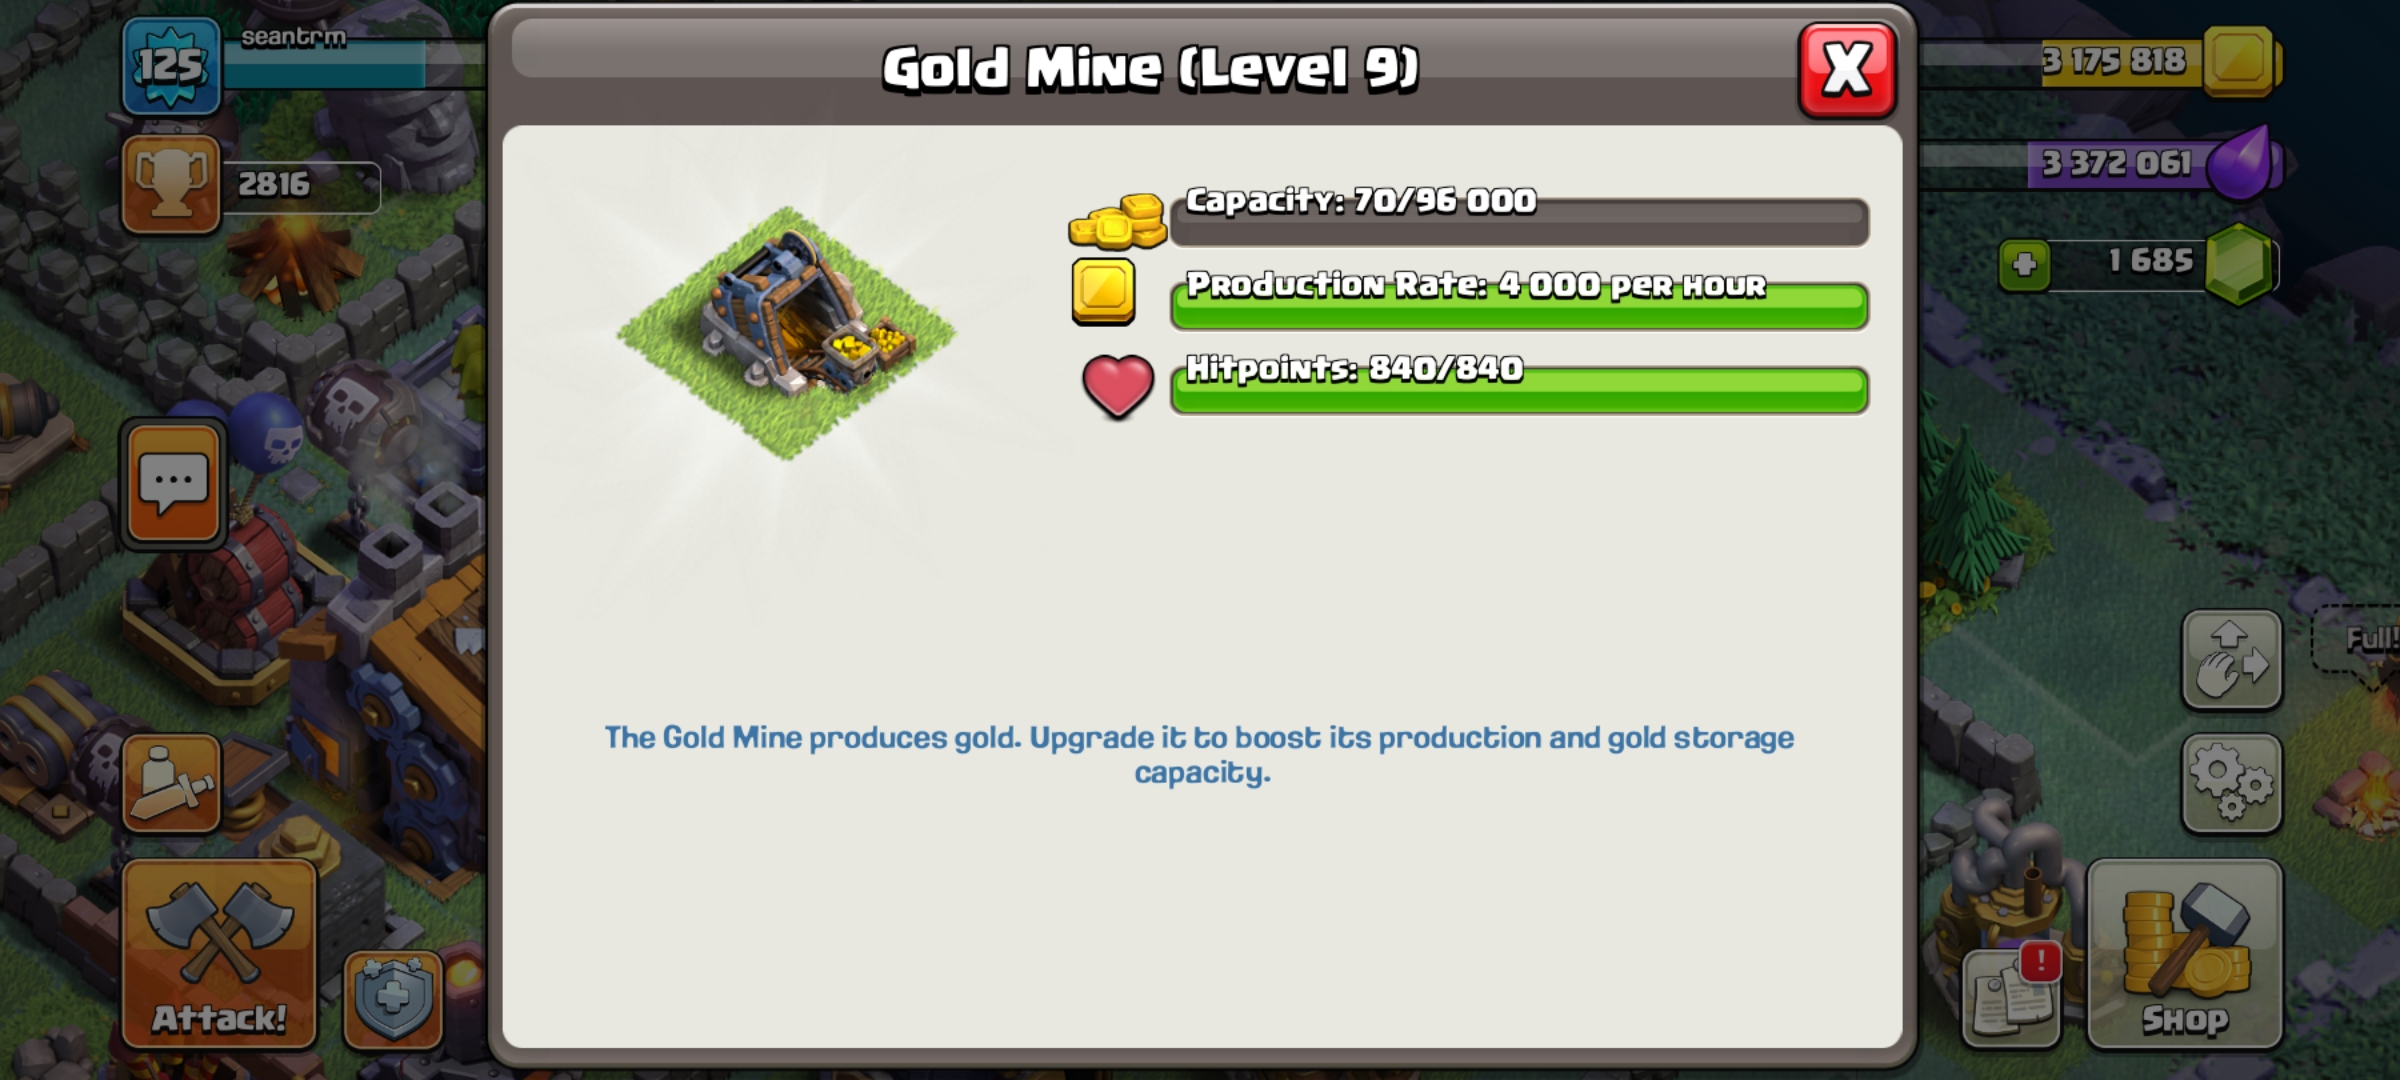 125
seantrm
Gold Mine (Level 9)
X
3 175 818
2816
Capacity: 70/96 000
3 372 061
Production Rate: 4 000 per hour
1 685
Hitpoints: 840/840
Full!
The Gold Mine produces gold. Upgrade it to boost its production and gold storage
capacity.
!
Attack!
Shop